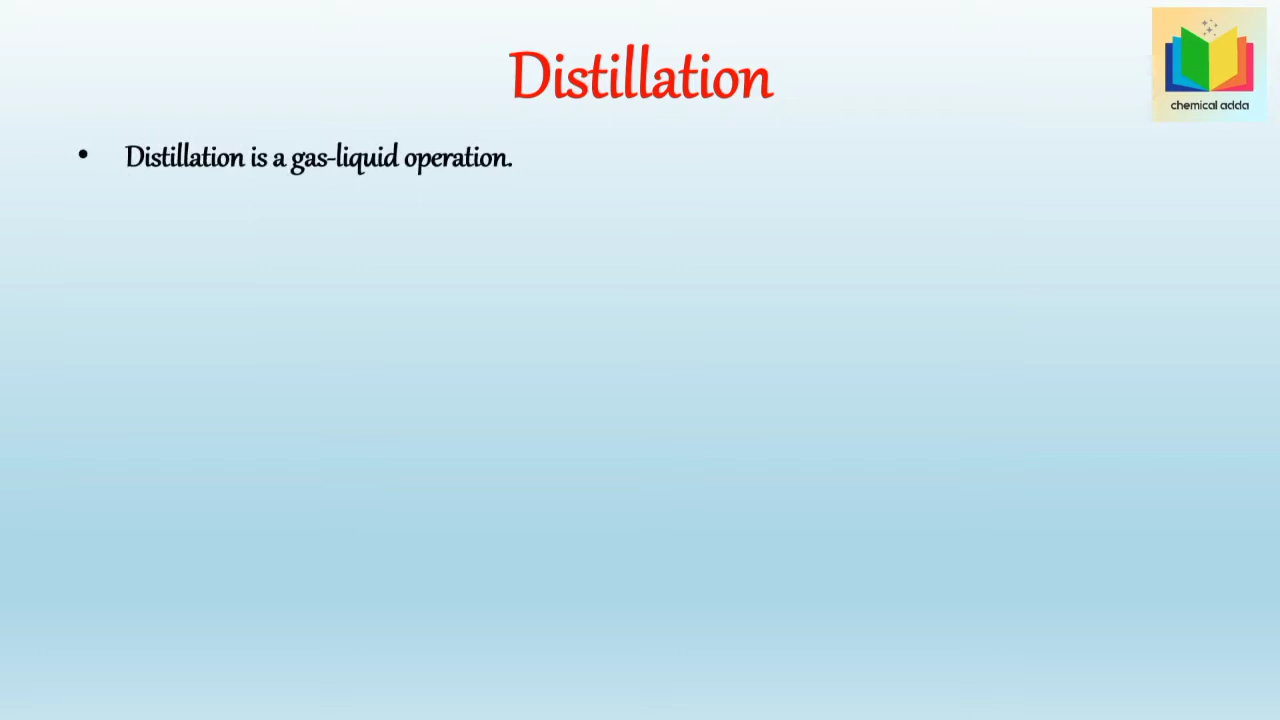 Distillation
chemical adda
• Distillation is a gas-liquid operation.